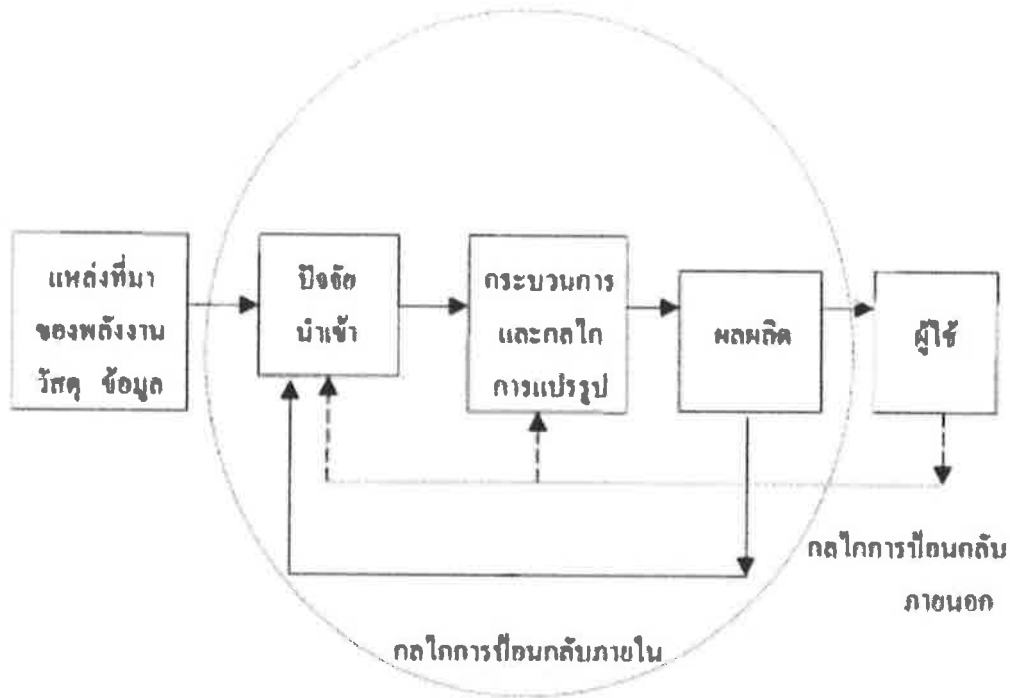 แหล่งที่มา
ของพลังงาน
วัสดุ ข้อมูล
ปัจจัย
นำเข้า
กระบวนการ
และกลไก
การแปรรูป
ผลผลิต
ผู้ใช้
กลไกการป้อนกลับ
ภายนอก
กลไกการป้อนกลับภายใน